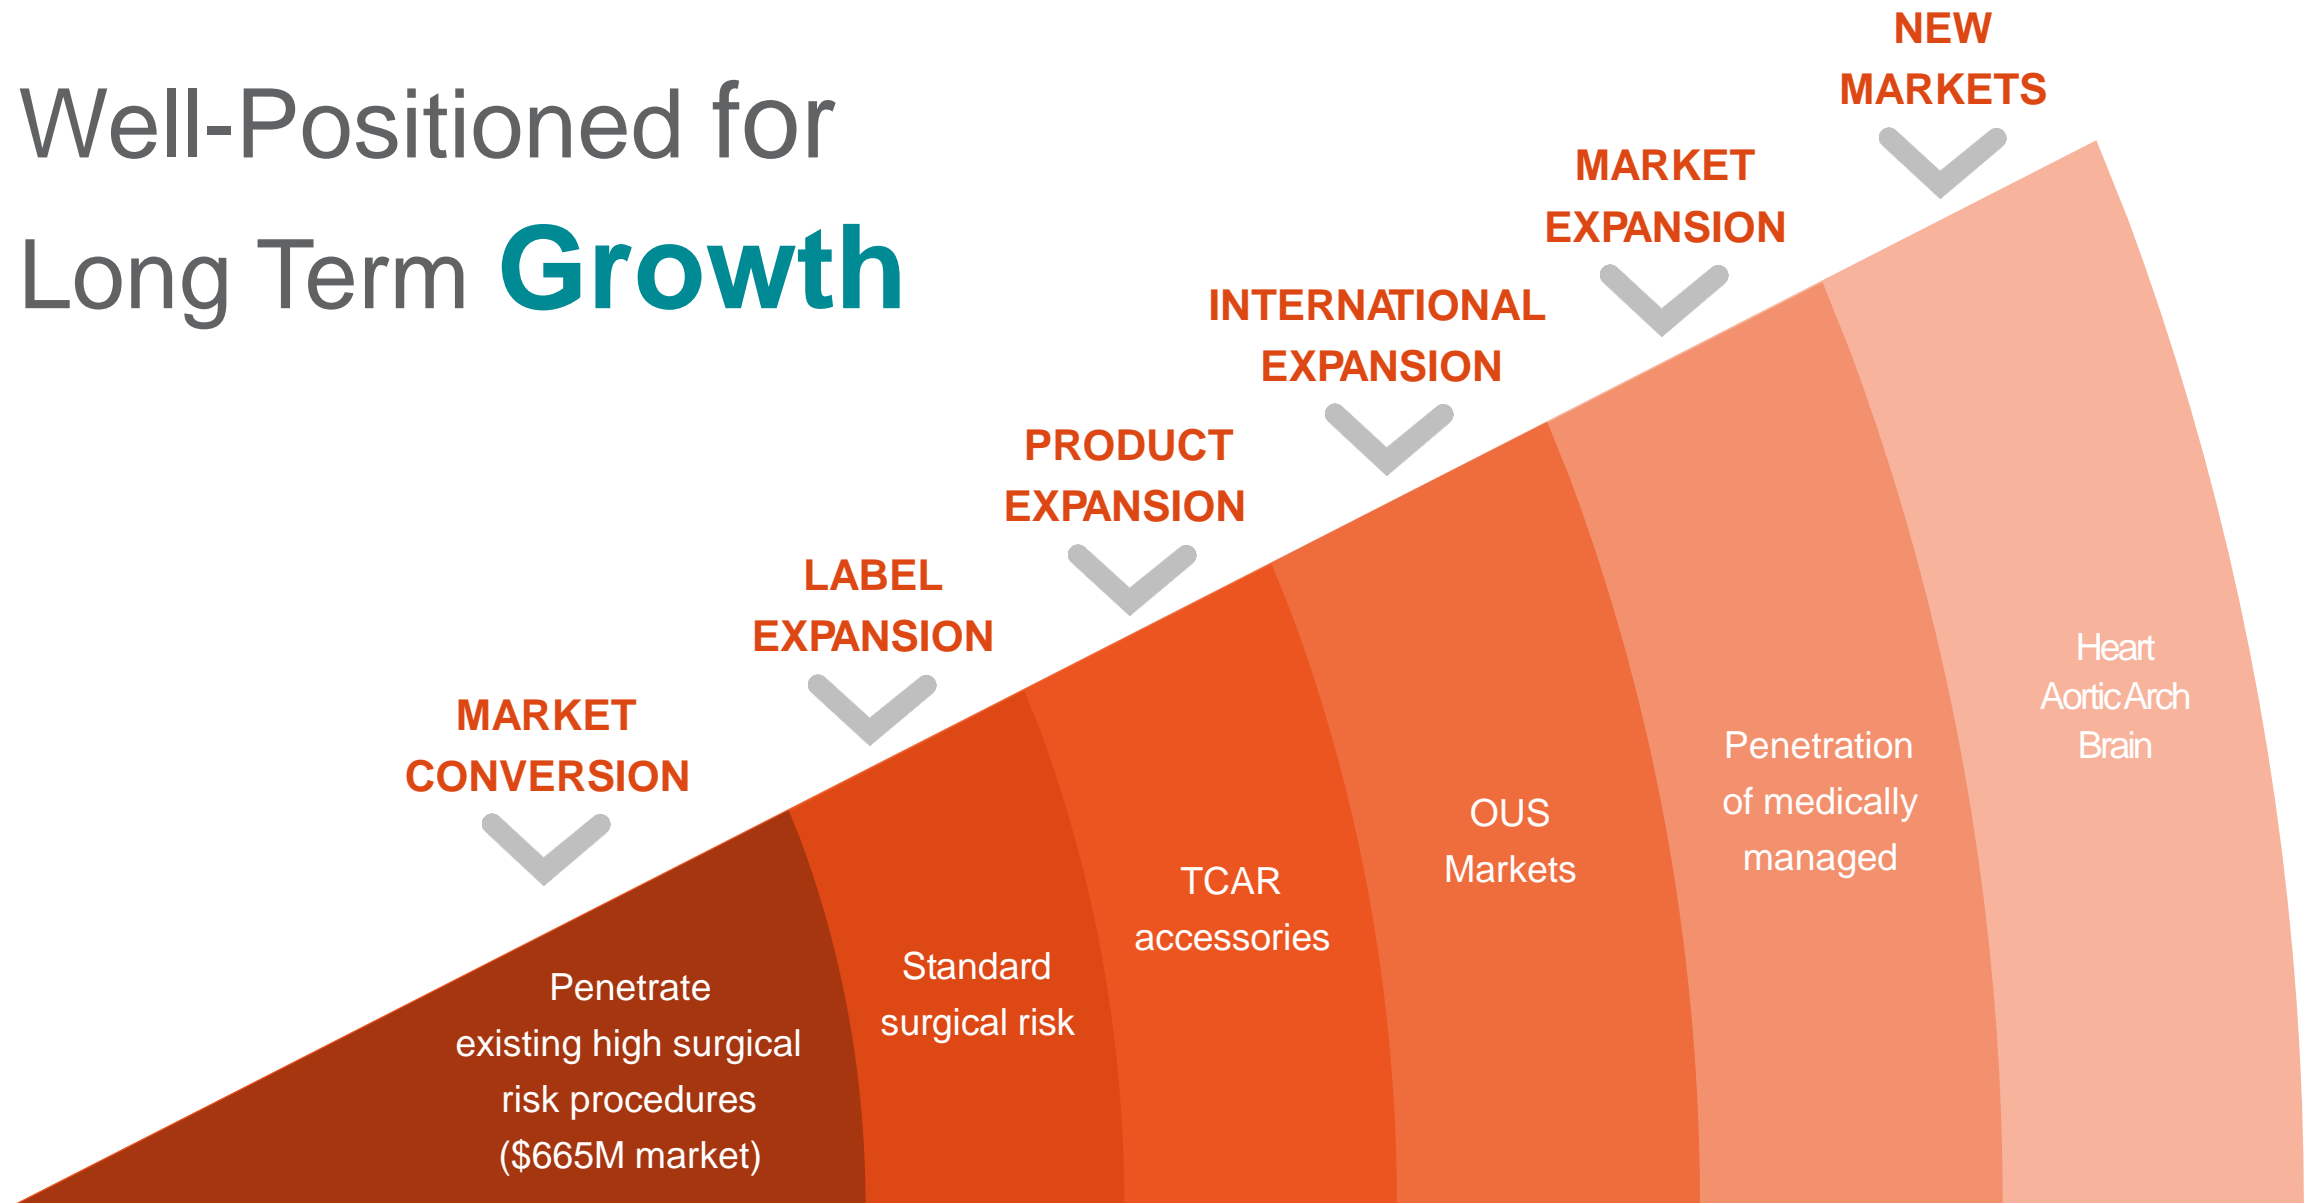 Well-Positioned for
Long Term Growth
MARKET
CONVERSION
Penetrate
existing high surgical
risk procedures
($665M market)
LABEL
EXPANSION
Standard
surgical risk
PRODUCT
EXPANSION
TCAR
accessories
INTERNATIONAL
EXPANSION
OUS
Markets
MARKET
EXPANSION
Penetration
of medically
managed
NEW
MARKETS
Heart
Aortic Arch
Brain